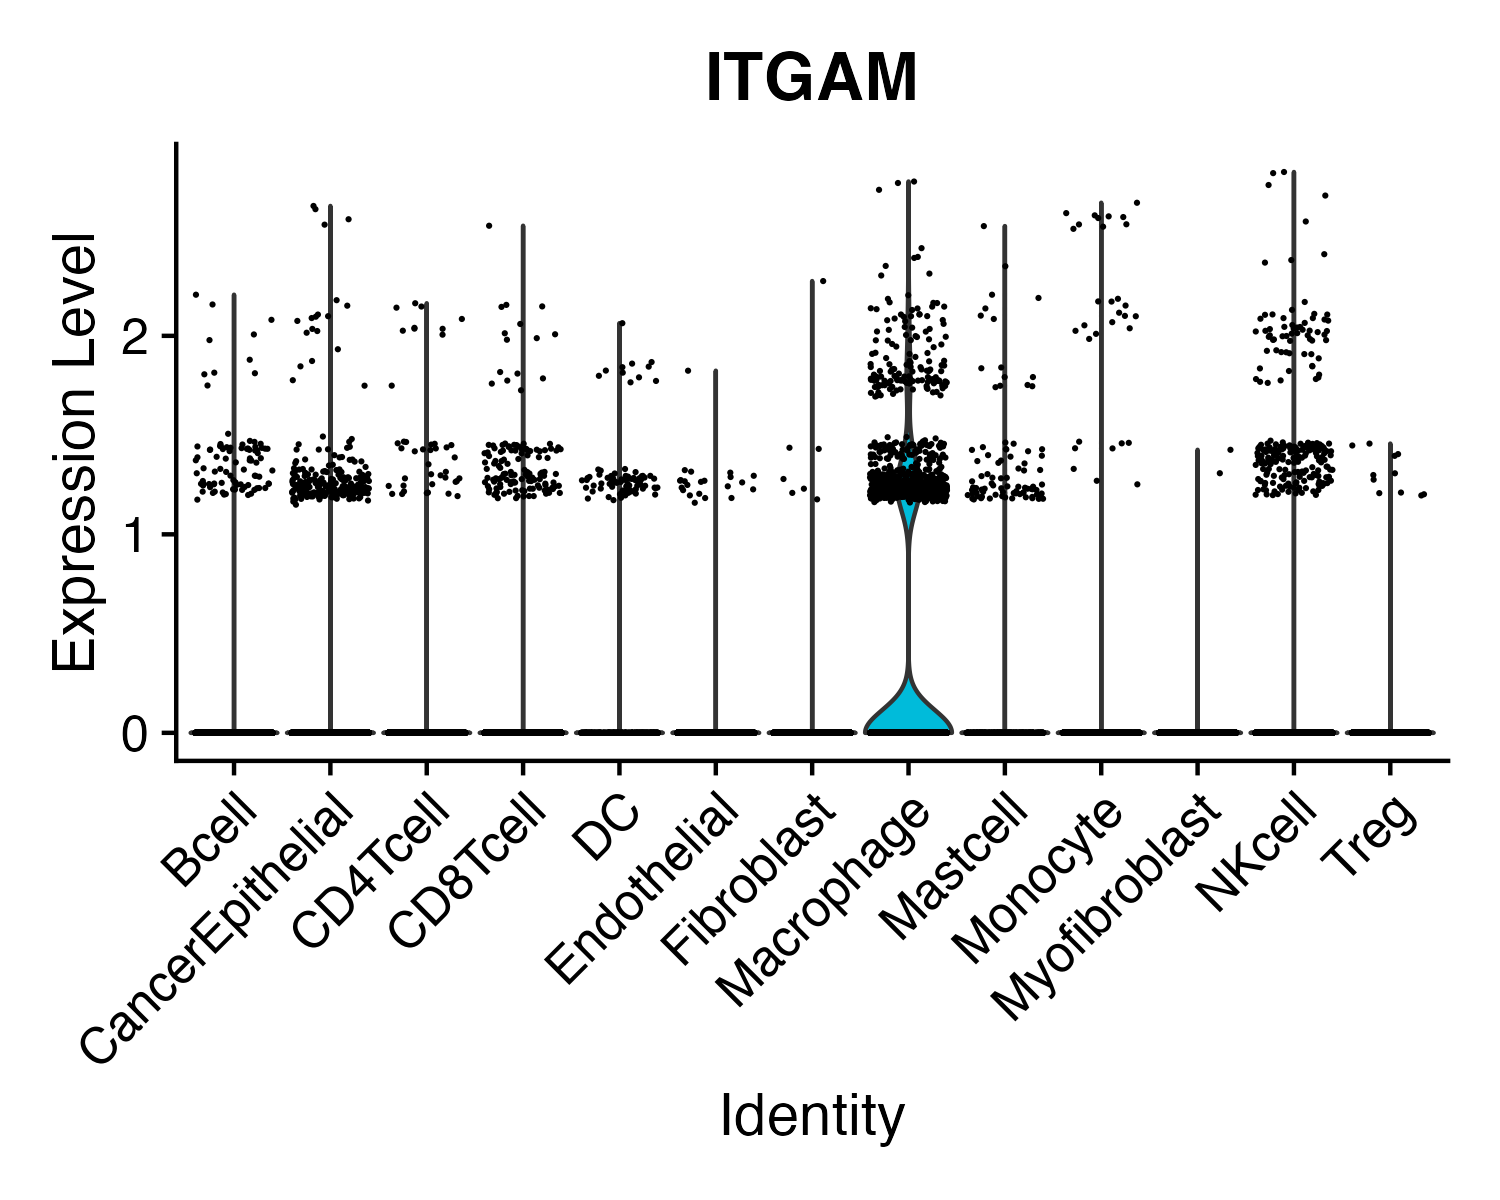 ITGAM
Expression Level
2
1
0
Bcell
CancerEpithelial
CD4Tcell
CD8Tcell
DC
Endothelial
Fibroblast
Macrophage
Mastcell
Monocyte
Myofibroblast
NKcell
Treg
Identity